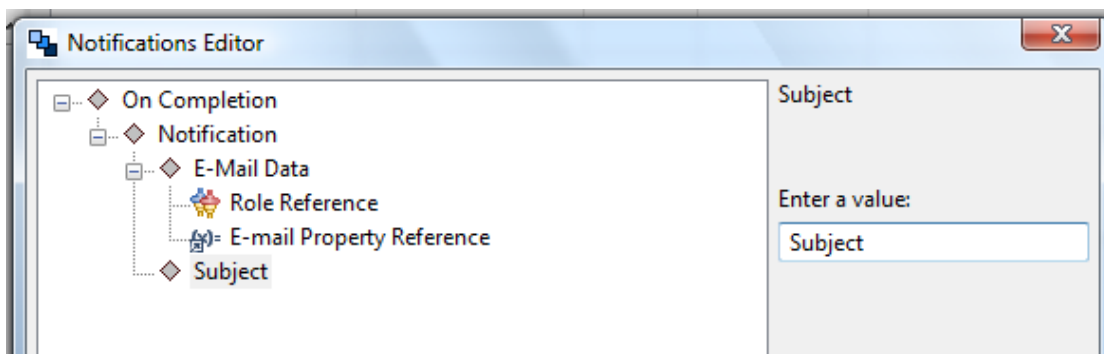 Notifications Editor
On Completion
Notification
E-Mail Data
Role Reference
(x)= E-mail Property Reference
Subject
Subject
Enter a value:
Subject